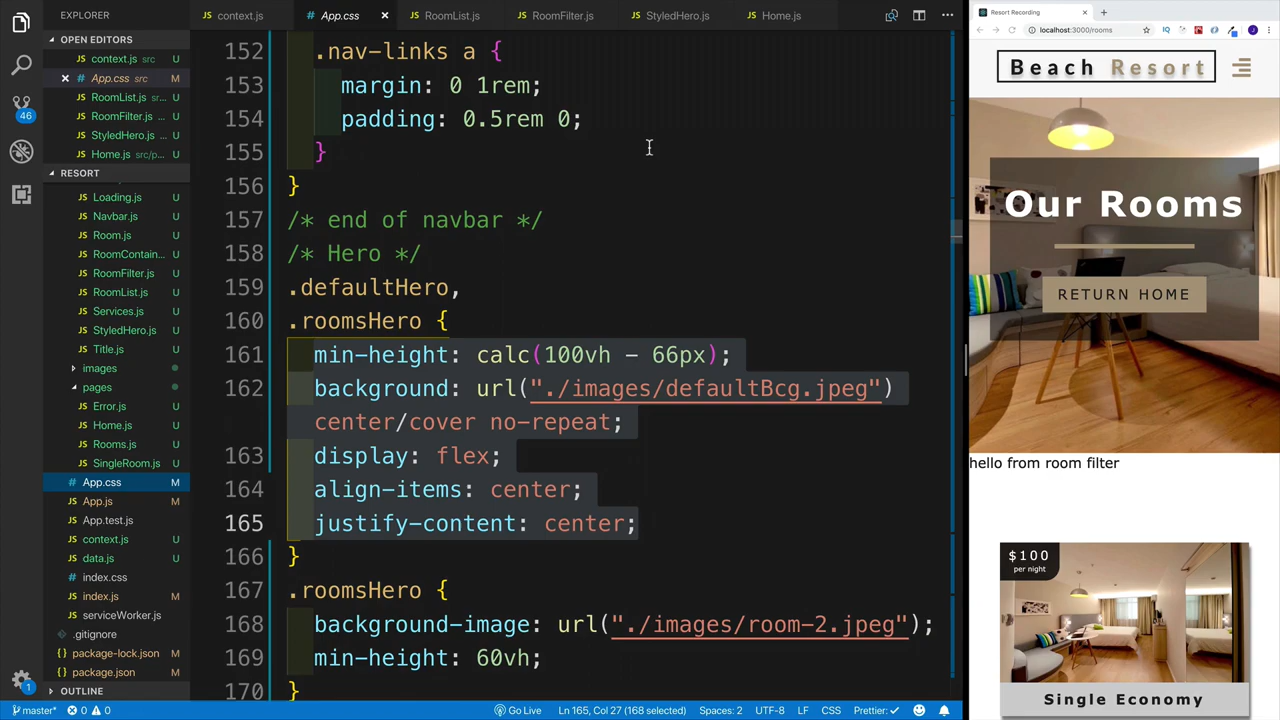 EXPLORER
OPEN EDITORS
context.js src U
App.css src M
RoomList.js sr... U
RoomFilter.js ... U
StyledHero.js ... U
Home.js src/p... U
RESORT
Loading.js U
Navbar.js U
Room.js U
RoomContain... U
RoomFilter.js U
RoomList.js U
Services.js U
StyledHero.js U
Title.js U
images
pages
Error.js U
Home.js U
Rooms.js U
SingleRoom.js U
App.css M
App.js M
App.test.js
context.js U
data.js U
index.css
index.js M
serviceWorker.js
.gitignore
package-lock.json M
package.json M
OUTLINE
46
1
context.js App.css RoomList.js RoomFilter.js StyledHero.js Home.js
152 .nav-links a {
153 margin: 0 1rem;
154 padding: 0.5rem 0;
155 }
156 }
157 /* end of navbar */
158 /* Hero */
159 .defaultHero,
160 .roomsHero {
161 min-height: calc(100vh - 66px);
162 background: url("./images/defaultBcg.jpeg")
center/cover no-repeat;
163 display: flex;
164 align-items: center;
165 justify-content: center;
166 }
167 .roomsHero {
168 background-image: url("./images/room-2.jpeg");
169 min-height: 60vh;
170 }
master* 0 0 Go Live Ln 165, Col 27 (168 selected) Spaces: 2 UTF-8 LF CSS Prettier: ✓
Resort Recording
localhost:3000/rooms
Beach Resort
Our Rooms
RETURN HOME
hello from room filter
$100
per night
Single Economy